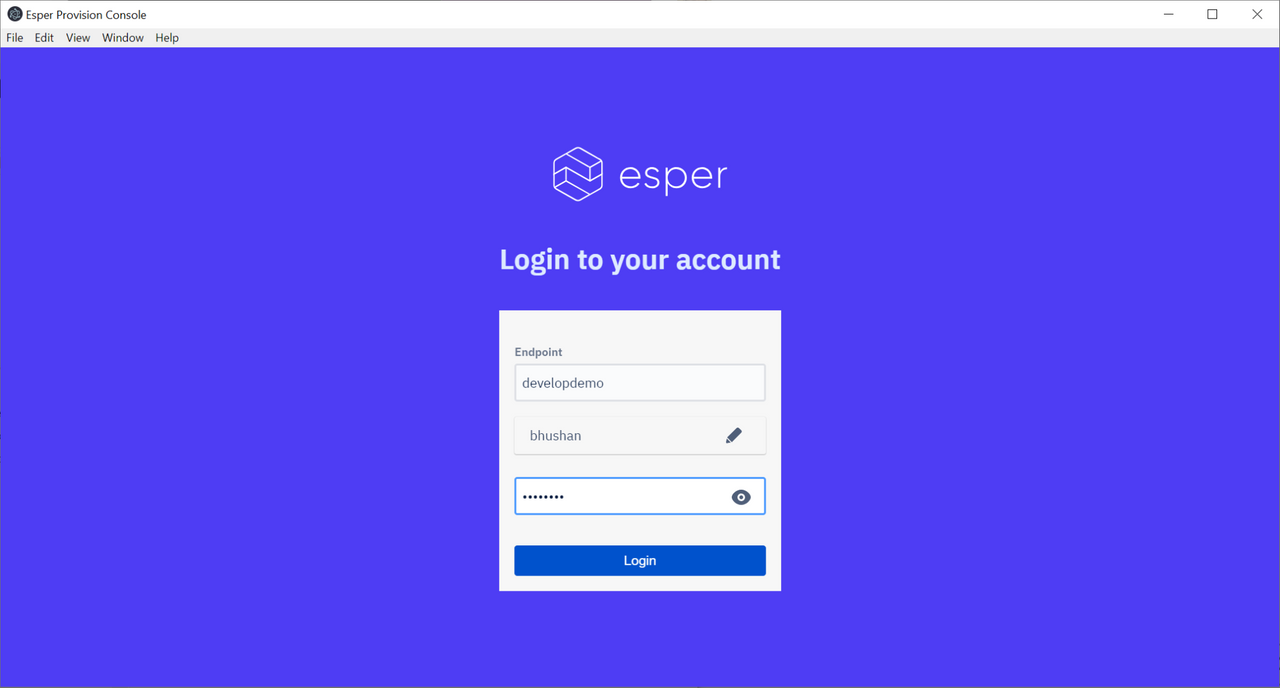 Esper Provision Console
File Edit View Window Help
esper
Login to your account
Endpoint
developdemo
bhushan
••••••••
Login